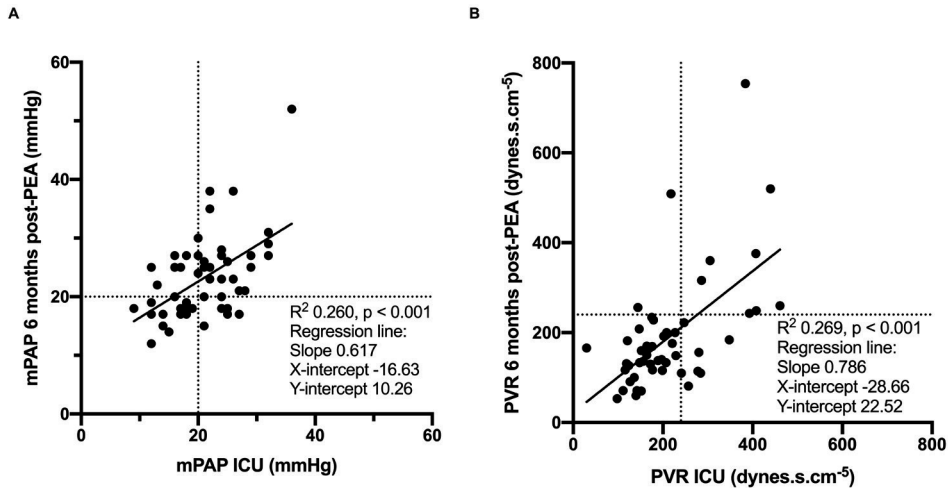 A
mPAP 6 months post-PEA (mmHg)
60
40
20
0
R² 0.260, p < 0.001
Regression line:
Slope 0.617
X-intercept -16.63
Y-intercept 10.26
0 20 40 60
mPAP ICU (mmHg)
B
PVR 6 months post-PEA (dynes.s.cm⁻⁵)
800
600
400
200
0
R² 0.269, p < 0.001
Regression line:
Slope 0.786
X-intercept -28.66
Y-intercept 22.52
0 200 400 600 800
PVR ICU (dynes.s.cm⁻⁵)